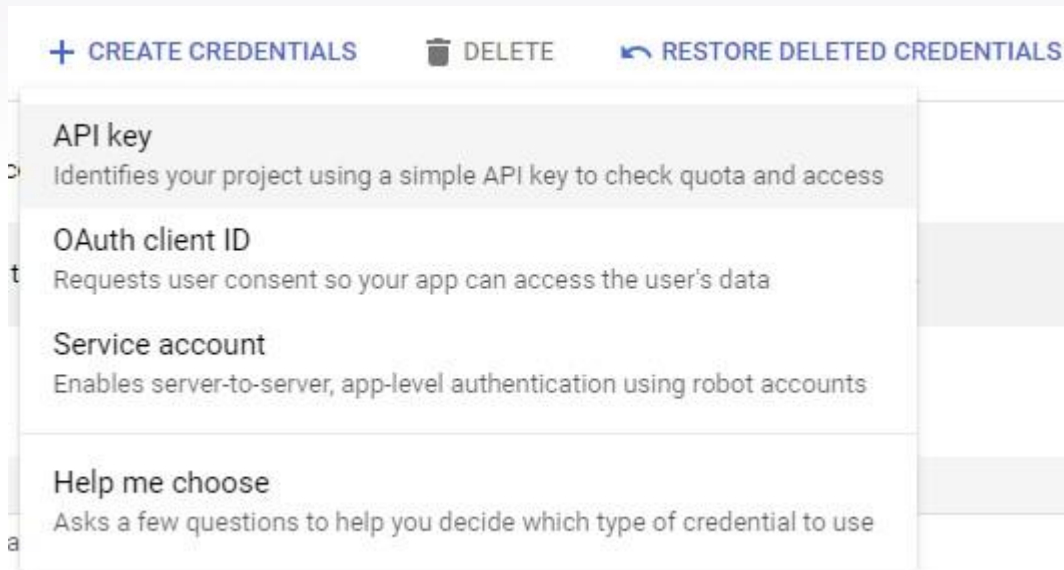 + CREATE CREDENTIALS DELETE RESTORE DELETED CREDENTIALS
API key
Identifies your project using a simple API key to check quota and access
OAuth client ID
Requests user consent so your app can access the user's data
Service account
Enables server-to-server, app-level authentication using robot accounts
Help me choose
Asks a few questions to help you decide which type of credential to use